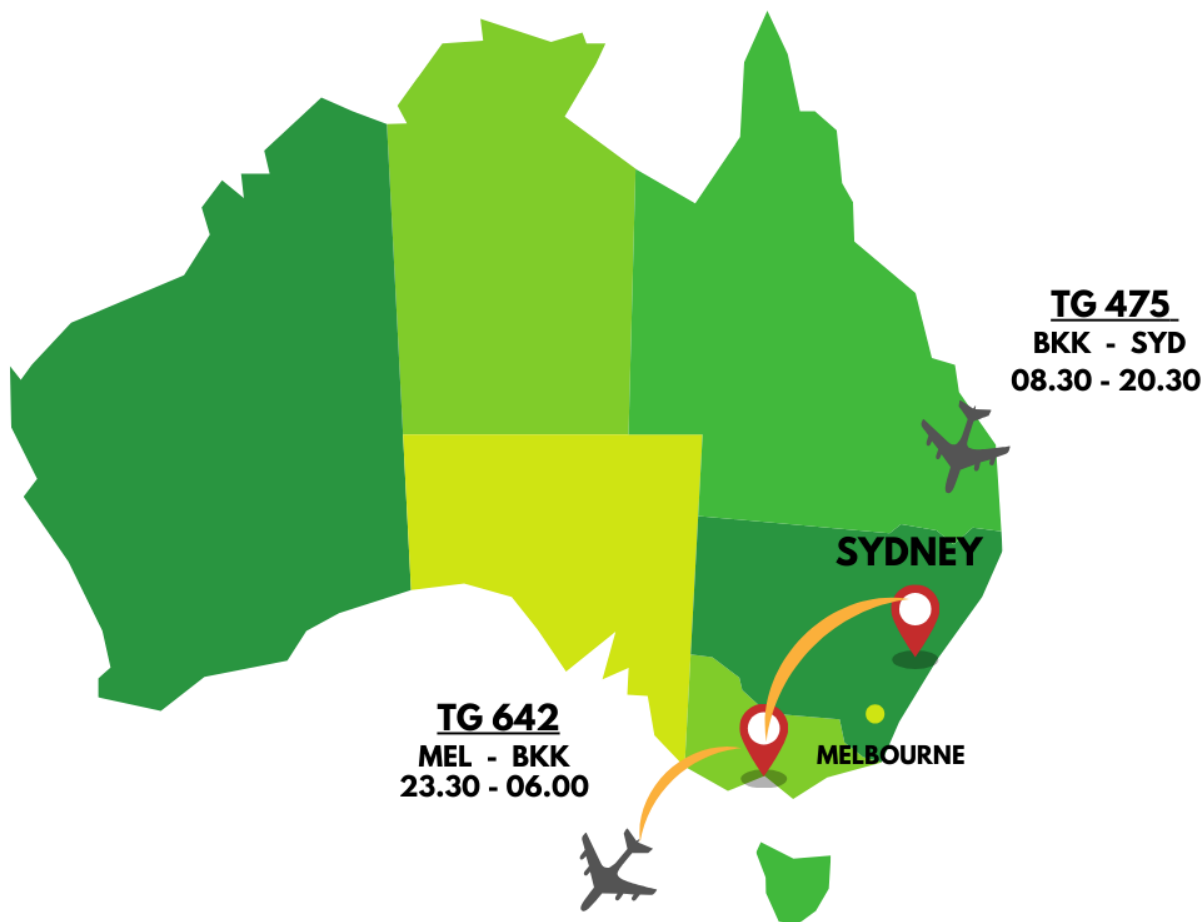 TG 475
BKK - SYD
08.30 - 20.30
SYDNEY
TG 642
MEL - BKK
23.30 - 06.00
MELBOURNE